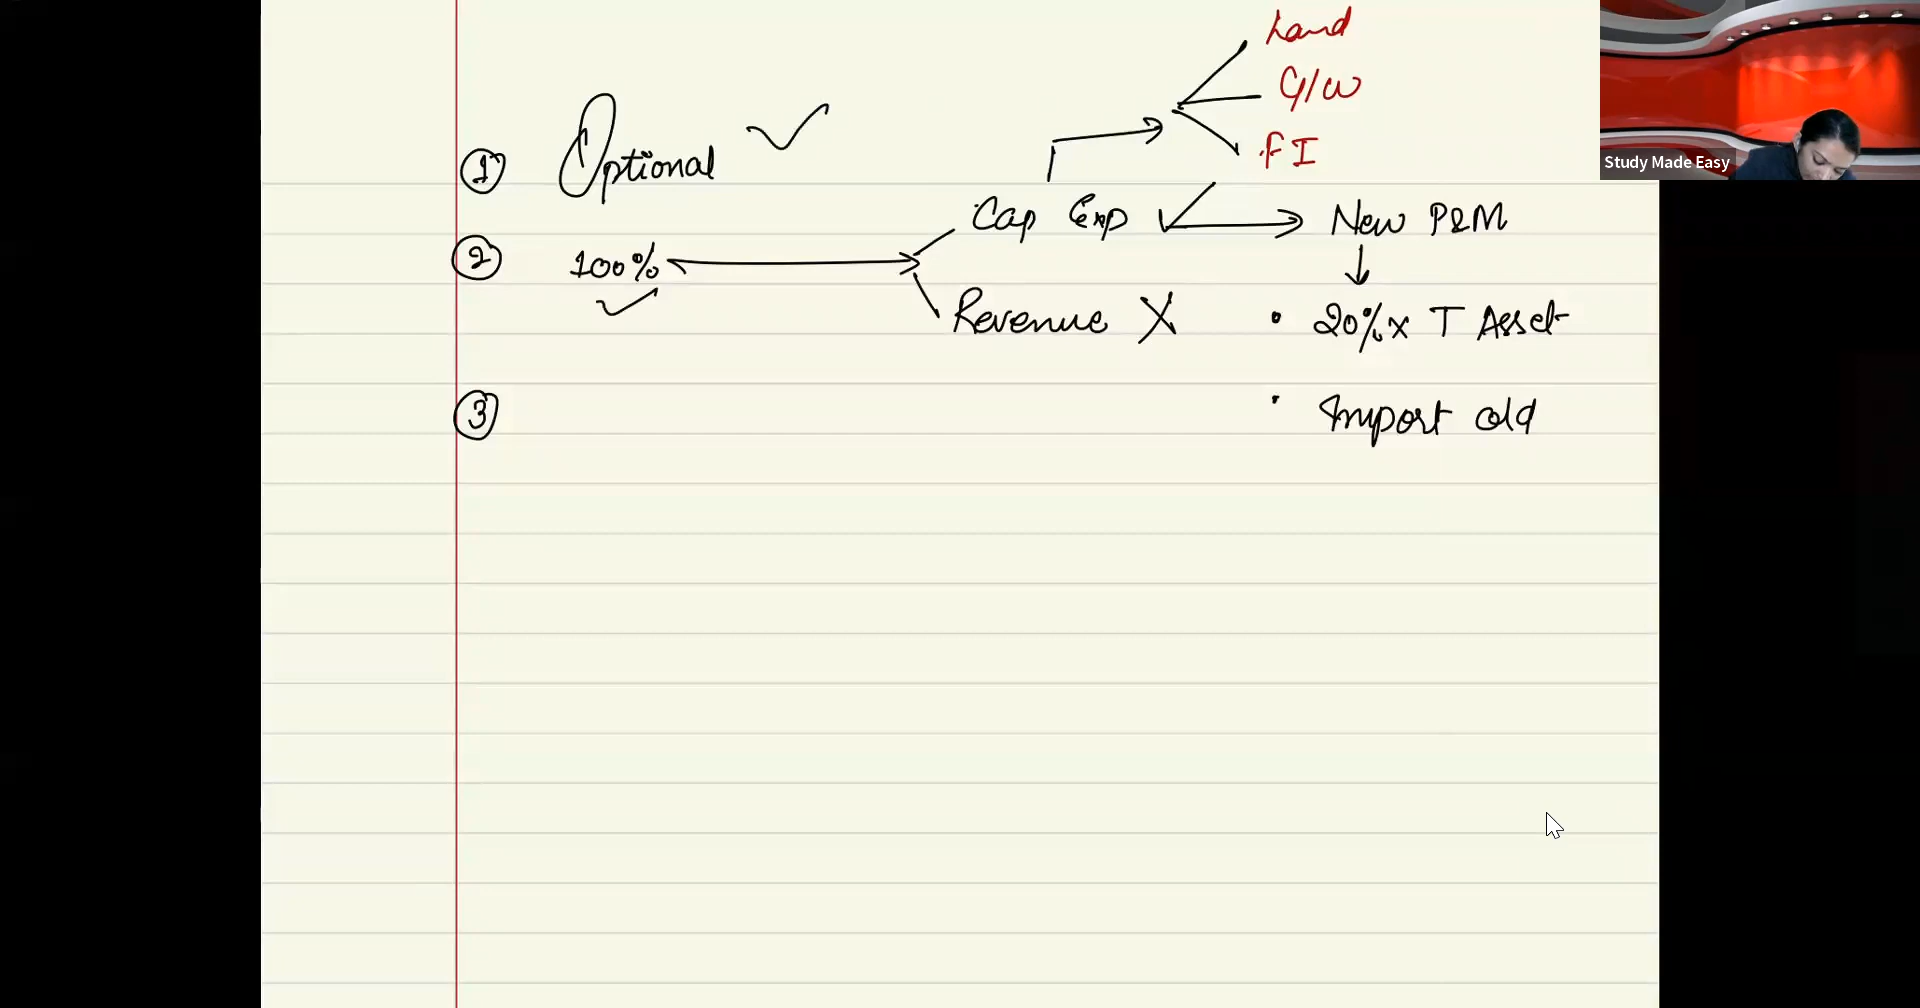 Land
G/W
FI
Study Made Easy
① Optional ✓
Cap Exp ✓ → New P&M
② 100% ✓
Revenue X
• 20% x T Asset
③
• Import old